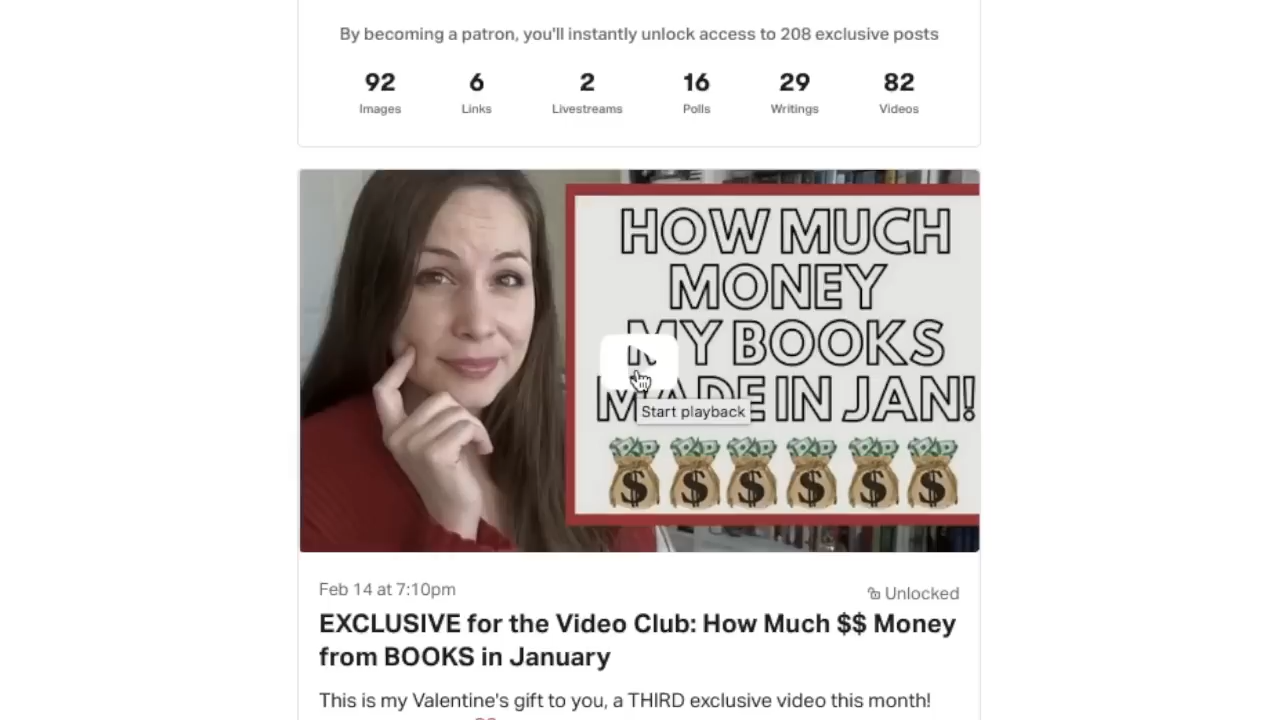 By becoming a patron, you'll instantly unlock access to 208 exclusive posts
92 6 2 16 29 82
Images Links Livestreams Polls Writings Videos
HOW MUCH
MONEY
MY BOOKS
MADE IN JAN!
Start playback
$ $ $ $ $ $
Feb 14 at 7:10pm
Unlocked
EXCLUSIVE for the Video Club: How Much $$ Money
from BOOKS in January
This is my Valentine's gift to you, a THIRD exclusive video this month!